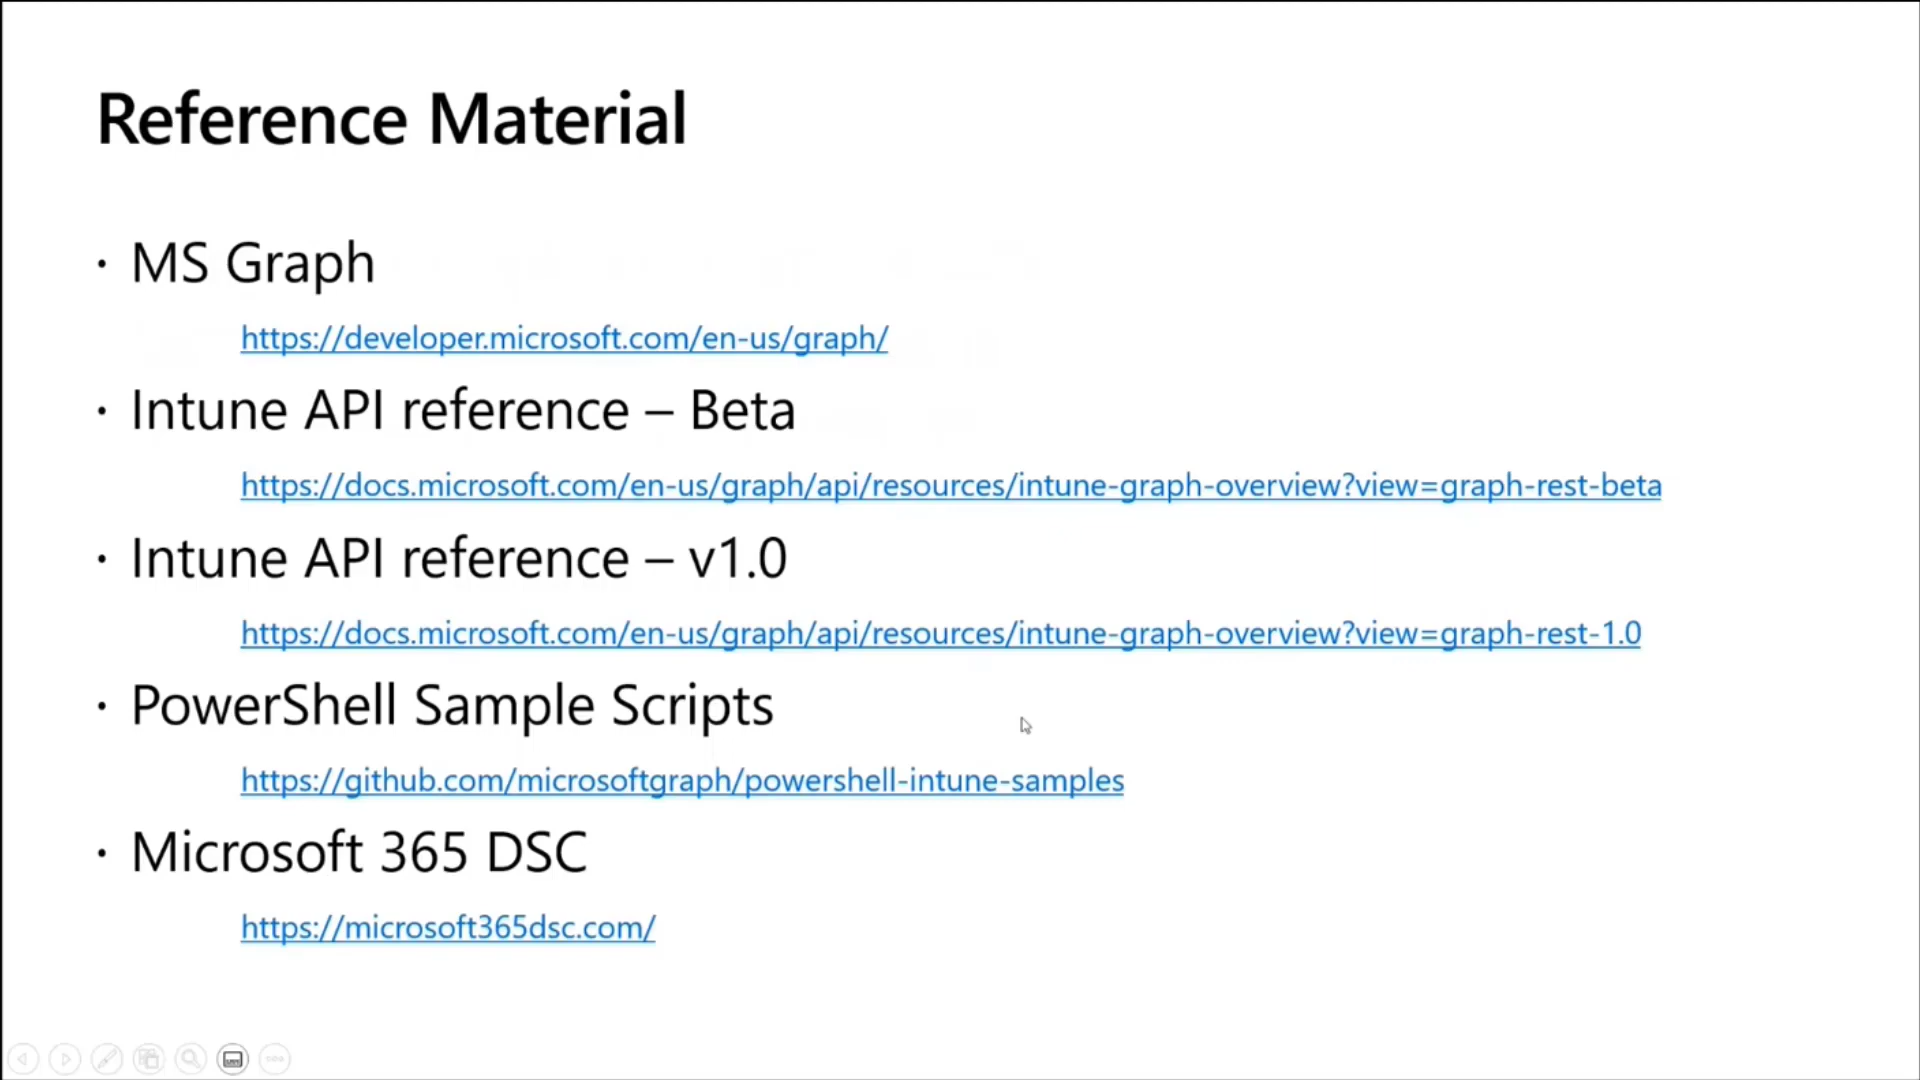 Reference Material
· MS Graph
https://developer.microsoft.com/en-us/graph/
· Intune API reference – Beta
https://docs.microsoft.com/en-us/graph/api/resources/intune-graph-overview?view=graph-rest-beta
· Intune API reference – v1.0
https://docs.microsoft.com/en-us/graph/api/resources/intune-graph-overview?view=graph-rest-1.0
· PowerShell Sample Scripts
https://github.com/microsoftgraph/powershell-intune-samples
· Microsoft 365 DSC
https://microsoft365dsc.com/